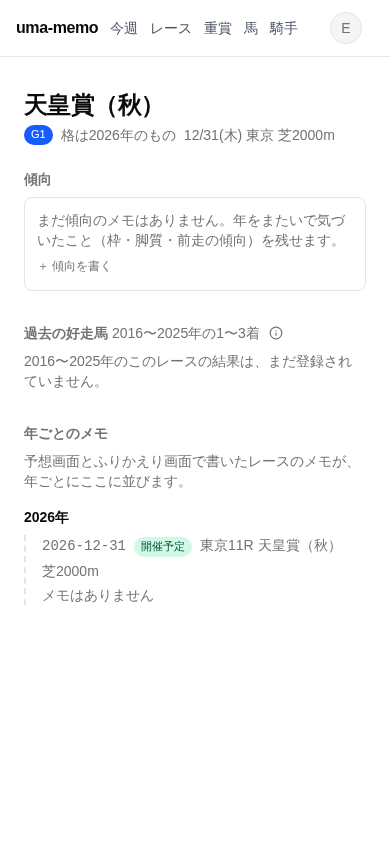 uma-memo 今週 レース 重賞 馬 騎手 E
天皇賞（秋）
G1 格は2026年のもの 12/31(木) 東京 芝2000m
傾向
まだ傾向のメモはありません。年をまたいで気づ
いたこと（枠・脚質・前走の傾向）を残せます。
＋ 傾向を書く
過去の好走馬 2016〜2025年の1〜3着
2016〜2025年のこのレースの結果は、まだ登録され
ていません。
年ごとのメモ
予想画面とふりかえり画面で書いたレースのメモが、
年ごとにここに並びます。
2026年
2026-12-31 開催予定 東京11R 天皇賞（秋）
芝2000m
メモはありません